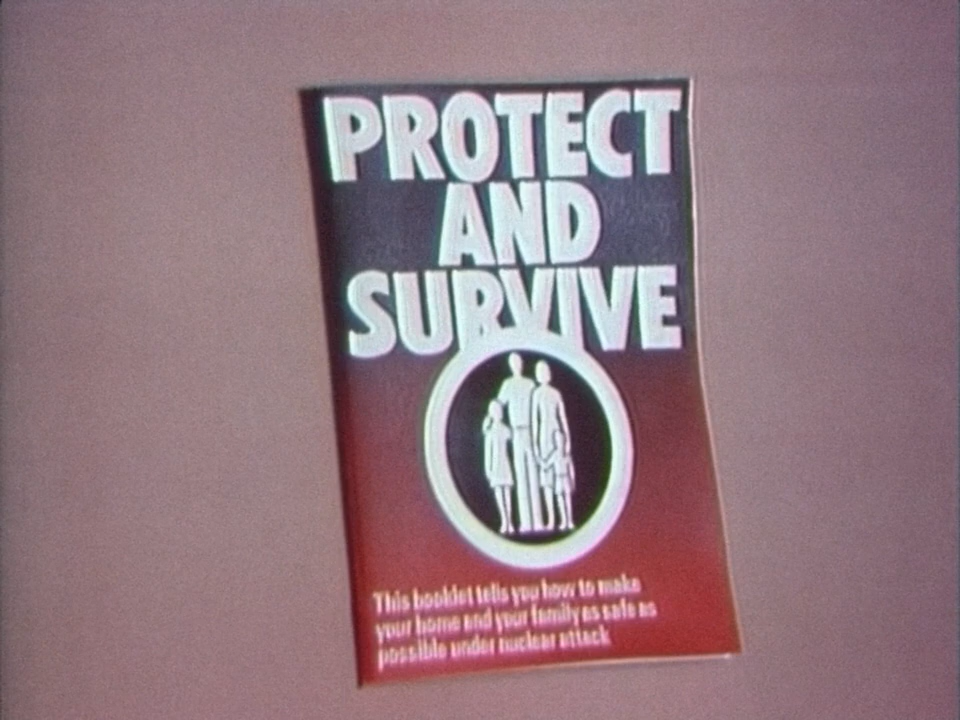 PROTECT
AND
SURVIVE
This booklet tells you how to make
your home and your family as safe as
possible under nuclear attack